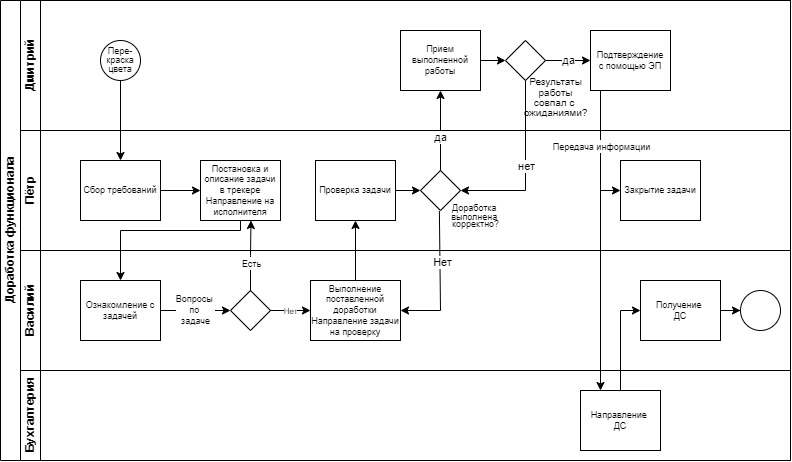 Доработка функционала
Дмитрий
Пере-
краска
цвета
Прием
выполненной
работы
да
Результаты
работы
совпал с
ожиданиями?
Подтверждение
с помощью ЭП
Пётр
Сбор требований
Постановка и
описание задачи
в трекере
Направление на
исполнителя
Проверка задачи
да
нет
Доработка
выполнена
корректно?
Передача информации
Закрытие задачи
Василий
Ознакомление с
задачей
Вопросы
по
задаче
Есть
Нет
Выполнение
поставленной
доработки
Направление задачи
на проверку
Нет
Получение
ДС
Бухгалтерия
Направление
ДС